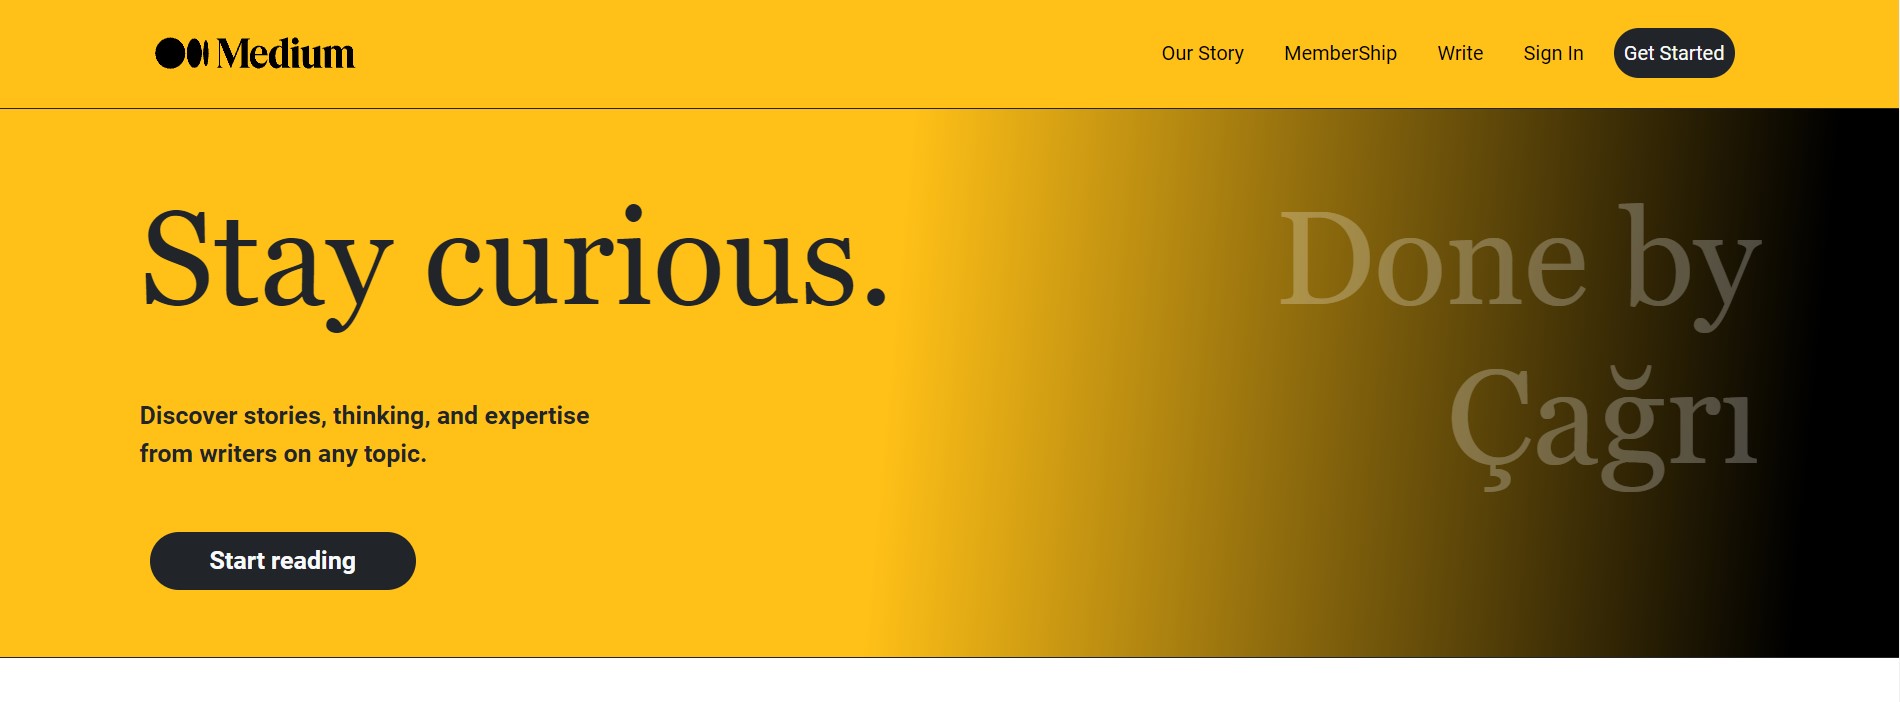 Medium
Our Story
MemberShip
Write
Sign In
Get Started
Stay curious.
Done by
Çağrı
Discover stories, thinking, and expertise
from writers on any topic.
Start reading